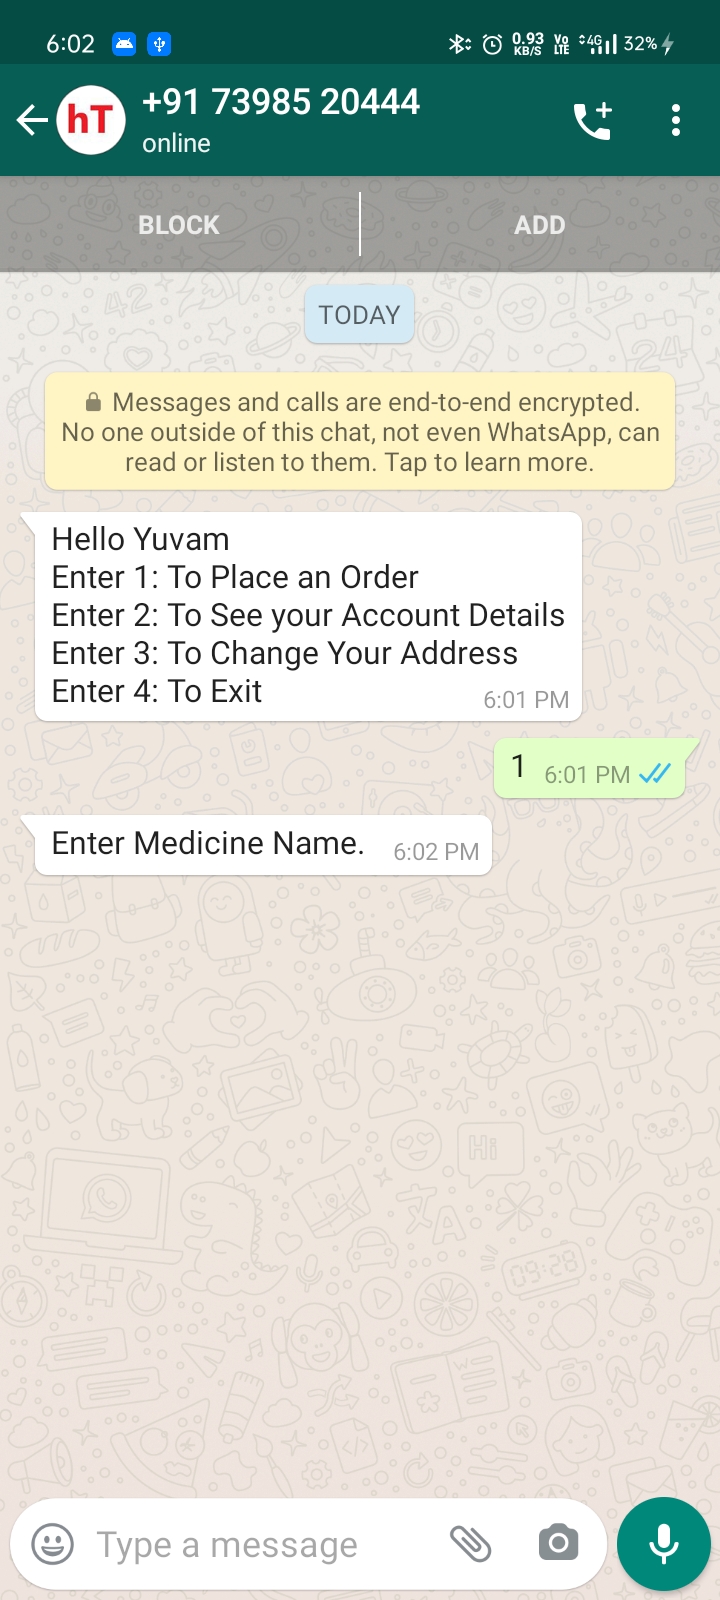 6:02 0.93 KB/S Vo LTE 4G 32%
hT +91 73985 20444
online
BLOCK ADD
TODAY
Messages and calls are end-to-end encrypted.
No one outside of this chat, not even WhatsApp, can
read or listen to them. Tap to learn more.
Hello Yuvam
Enter 1: To Place an Order
Enter 2: To See your Account Details
Enter 3: To Change Your Address
Enter 4: To Exit 6:01 PM
1 6:01 PM
Enter Medicine Name. 6:02 PM
Type a message